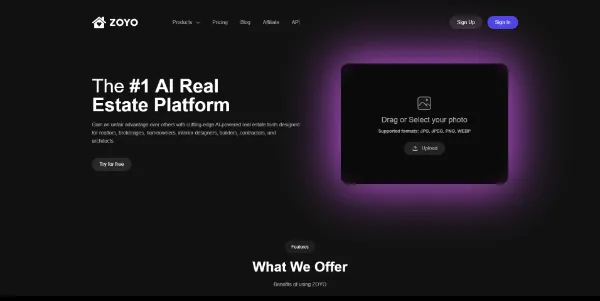 ZOYO
Products
Pricing
Blog
Affiliate
API
Sign Up
Sign In
The #1 AI Real
Estate Platform
Gain an unfair advantage over others with cutting-edge AI-powered real estate tools designed
for realtors, brokerages, homeowners, interior designers, builders, contractors, and
architects.
Try for free
Drag or Select your photo
Supported formats: JPG, JPEG, PNG, WEBP
Upload
Features
What We Offer
Benefits of using ZOYO